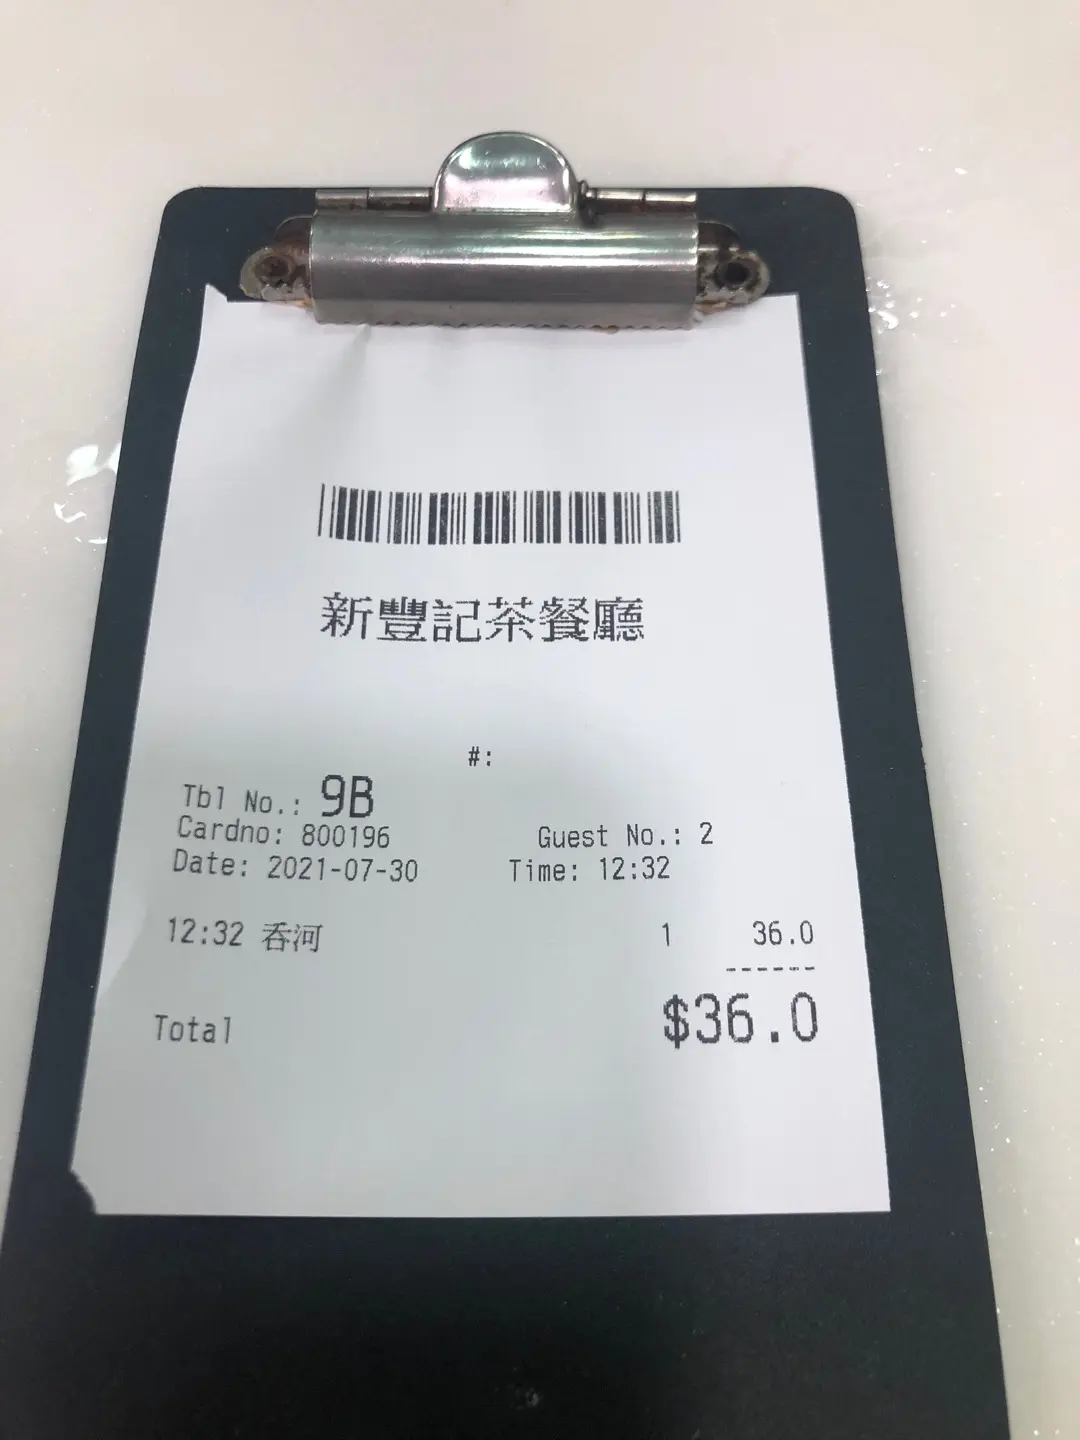 新豐記茶餐廳
#:
Tbl No.: 9B
Cardno: 800196 Guest No.: 2
Date: 2021-07-30 Time: 12:32
12:32 呑河 1 36.0
------
Total $36.0